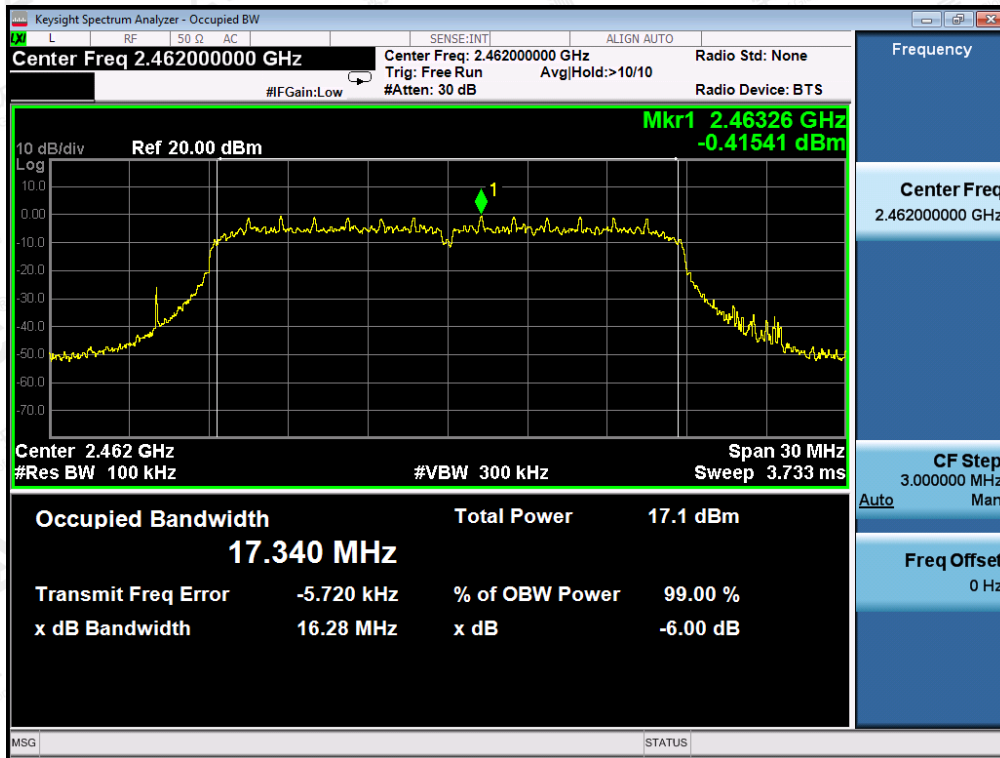 Keysight Spectrum Analyzer - Occupied BW
LXI L RF 50 Ω AC SENSE:INT ALIGN AUTO
Center Freq 2.462000000 GHz
#IFGain:Low
Center Freq: 2.462000000 GHz
Trig: Free Run Avg|Hold:>10/10
#Atten: 30 dB
Radio Std: None
Radio Device: BTS
Mkr1 2.46326 GHz
-0.41541 dBm
10 dB/div Ref 20.00 dBm
Log
10.0
0.00
-10.0
-20.0
-30.0
-40.0
-50.0
-60.0
-70.0
1
Center 2.462 GHz Span 30 MHz
#Res BW 100 kHz #VBW 300 kHz Sweep 3.733 ms
Occupied Bandwidth Total Power 17.1 dBm
17.340 MHz
Transmit Freq Error -5.720 kHz % of OBW Power 99.00 %
x dB Bandwidth 16.28 MHz x dB -6.00 dB
Frequency
Center Freq
2.462000000 GHz
CF Step
3.000000 MHz
Auto Man
Freq Offset
0 Hz
MSG STATUS